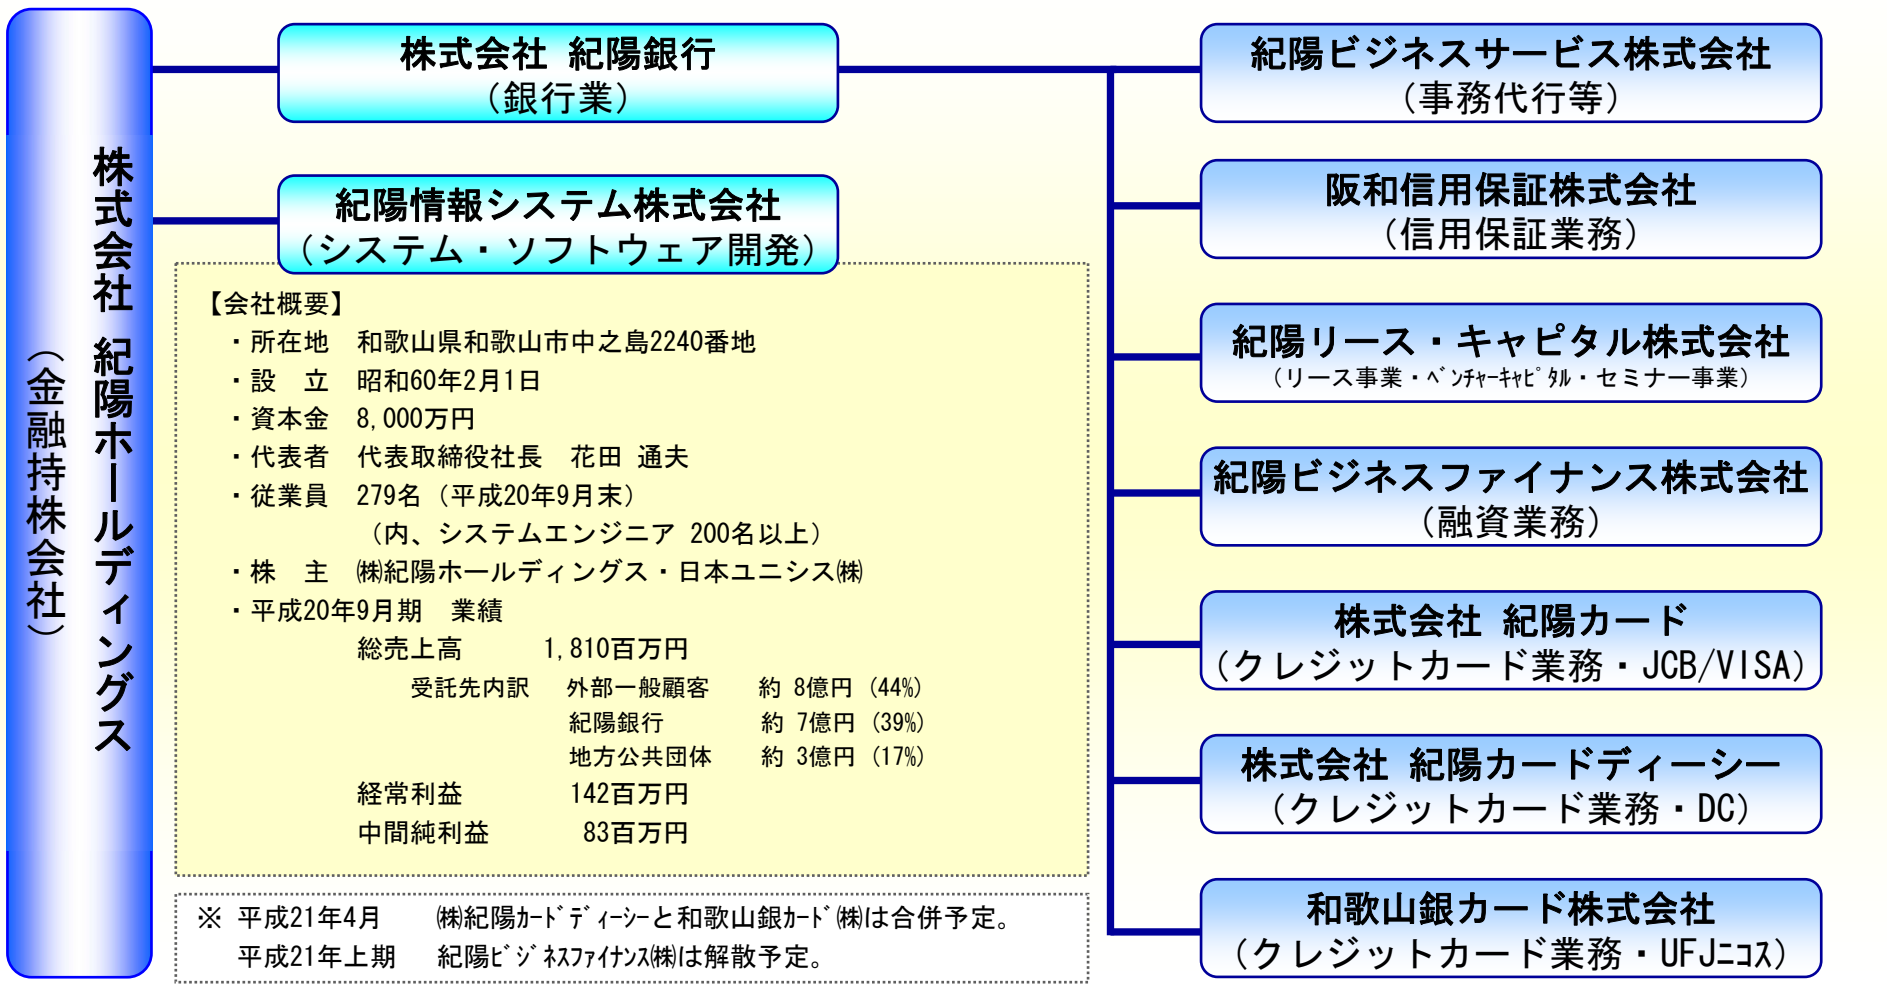 株式会社 紀陽ホールディングス
（金融持株会社）
株式会社 紀陽銀行
（銀行業）
紀陽情報システム株式会社
（システム・ソフトウェア開発）
【会社概要】
・所在地　和歌山県和歌山市中之島2240番地
・設　立　昭和60年2月1日
・資本金　8,000万円
・代表者　代表取締役社長　花田 通夫
・従業員　279名（平成20年9月末）
（内、システムエンジニア 200名以上）
・株　主　㈱紀陽ホールディングス・日本ユニシス㈱
・平成20年9月期　業績
総売上高　1,810百万円
受託先内訳　外部一般顧客　約 8億円（44%）
紀陽銀行　約 7億円（39%）
地方公共団体　約 3億円（17%）
経常利益　142百万円
中間純利益　83百万円
※ 平成21年4月　㈱紀陽ｶｰﾄﾞﾃﾞｨｰｼｰと和歌山銀ｶｰﾄﾞ㈱は合併予定。
平成21年上期　紀陽ﾋﾞｼﾞﾈｽﾌｧｲﾅﾝｽ㈱は解散予定。
紀陽ビジネスサービス株式会社
（事務代行等）
阪和信用保証株式会社
（信用保証業務）
紀陽リース・キャピタル株式会社
（リース事業・ﾍﾞﾝﾁｬｰｷｬﾋﾟﾀﾙ・セミナー事業）
紀陽ビジネスファイナンス株式会社
（融資業務）
株式会社 紀陽カード
（クレジットカード業務・JCB/VISA）
株式会社 紀陽カードディーシー
（クレジットカード業務・DC）
和歌山銀カード株式会社
（クレジットカード業務・UFJﾆｺｽ）